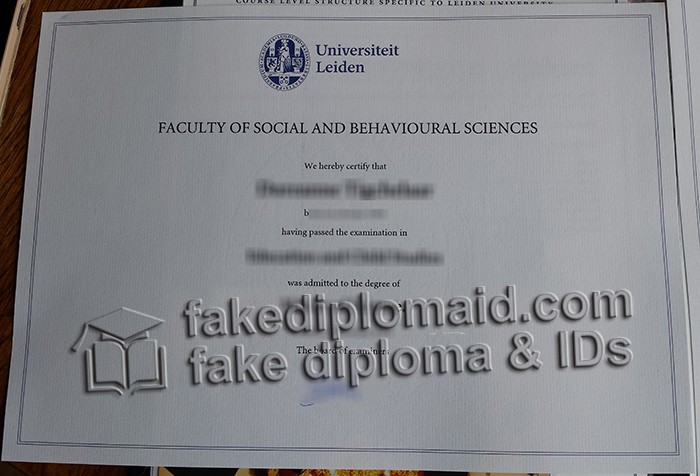 COURSE LEVEL STRUCTURE SPECIFIC TO LEIDEN UNIVERSITY
Universiteit
Leiden
FACULTY OF SOCIAL AND BEHAVIOURAL SCIENCES
We hereby certify that
b
having passed the examination in
was admitted to the degree of
fakediplomaid.com
The board of examiners
fake diploma & IDs